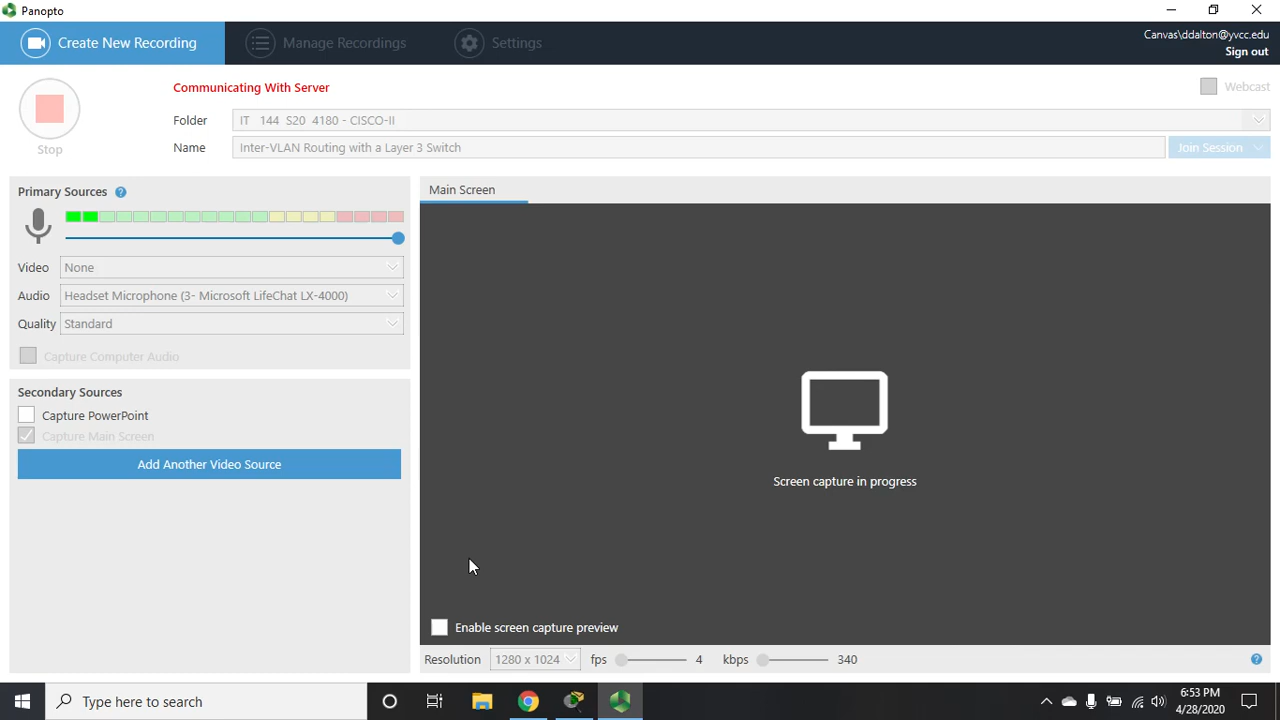 Panopto
Create New Recording
Manage Recordings
Settings
Canvas\ddalton@yvcc.edu
Sign out
Stop
Communicating With Server
Webcast
Folder
IT 144 S20 4180 - CISCO-II
Name
Inter-VLAN Routing with a Layer 3 Switch
Join Session
Primary Sources ?
Video
None
Audio
Headset Microphone (3- Microsoft LifeChat LX-4000)
Quality
Standard
Capture Computer Audio
Secondary Sources
Capture PowerPoint
Capture Main Screen
Add Another Video Source
Main Screen
Screen capture in progress
Enable screen capture preview
Resolution
1280 x 1024
fps
4
kbps
340
?
Type here to search
6:53 PM
4/28/2020